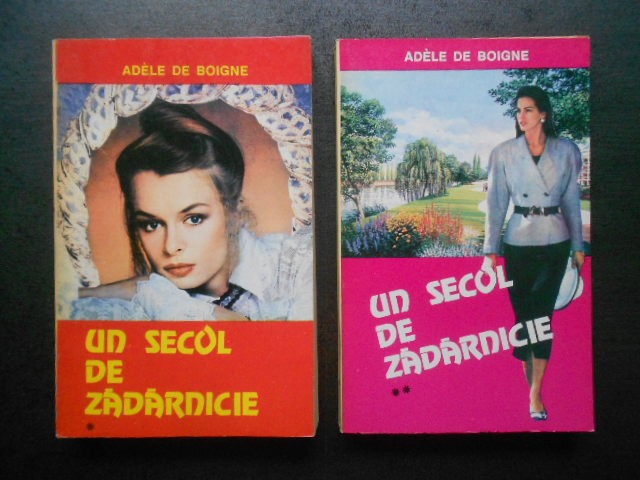 ADÈLE DE BOIGNE
UN SECOL
DE
ZĂDĂRNICIE
*
ADÈLE DE BOIGNE
UN SECOL
DE
ZĂDĂRNICIE
**